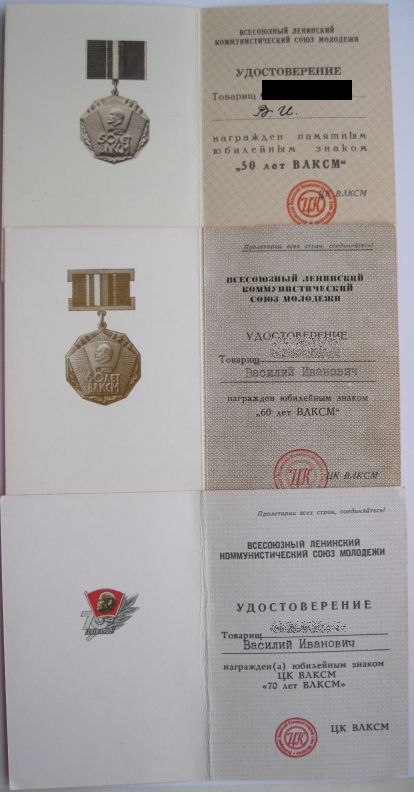 ВСЕСОЮЗНЫЙ ЛЕНИНСКИЙ
КОММУНИСТИЧЕСКИЙ СОЮЗ МОЛОДЕЖИ
УДОСТОВЕРЕНИЕ
Товарищ
В. И.
награжден памятным
юбилейным знаком
„50 лет ВЛКСМ“
ЦК ЦК ВЛКСМ
50 ЛЕТ
ВЛКСМ
Пролетарии всех стран, соединяйтесь!
ВСЕСОЮЗНЫЙ ЛЕНИНСКИЙ
КОММУНИСТИЧЕСКИЙ
СОЮЗ МОЛОДЕЖИ
УДОСТОВЕРЕНИЕ
Товарищ
Василий Иванович
награжден юбилейным знаком
„60 лет ВЛКСМ“
ЦК ЦК ВЛКСМ
60 ЛЕТ
ВЛКСМ
Пролетарии всех стран, соединяйтесь!
ВСЕСОЮЗНЫЙ ЛЕНИНСКИЙ
КОММУНИСТИЧЕСКИЙ СОЮЗ МОЛОДЕЖИ
УДОСТОВЕРЕНИЕ
Товарищ
Василий Иванович
награжден(а) юбилейным знаком
ЦК ВЛКСМ
«70 лет ВЛКСМ»
ЦК ЦК ВЛКСМ
70